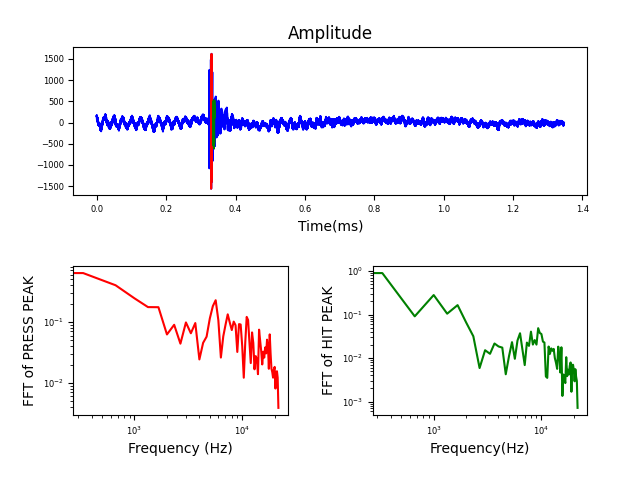 Amplitude
1500
1000
500
0
−500
−1000
−1500
0.0 0.2 0.4 0.6 0.8 1.0 1.2 1.4
Time(ms)
FFT of PRESS PEAK
10⁻¹
10⁻²
10³ 10⁴
Frequency (Hz)
FFT of HIT PEAK
10⁰
10⁻¹
10⁻²
10⁻³
10³ 10⁴
Frequency(Hz)